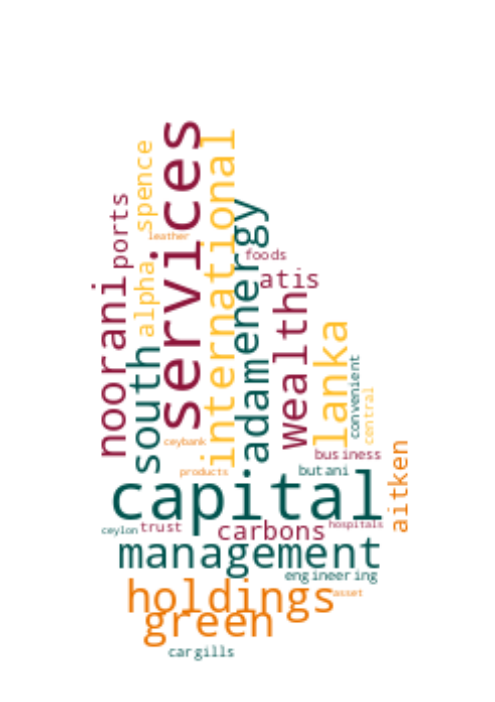 services
international
spence
ports
leather
alpha
energy
foods
atis
noorani
south
adam
wealth
lanka
convenient
central
ceybank
business
products
butani
aitken
capital
ceylon
trust
carbons
hospitals
management
engineering
holdings
asset
green
cargills